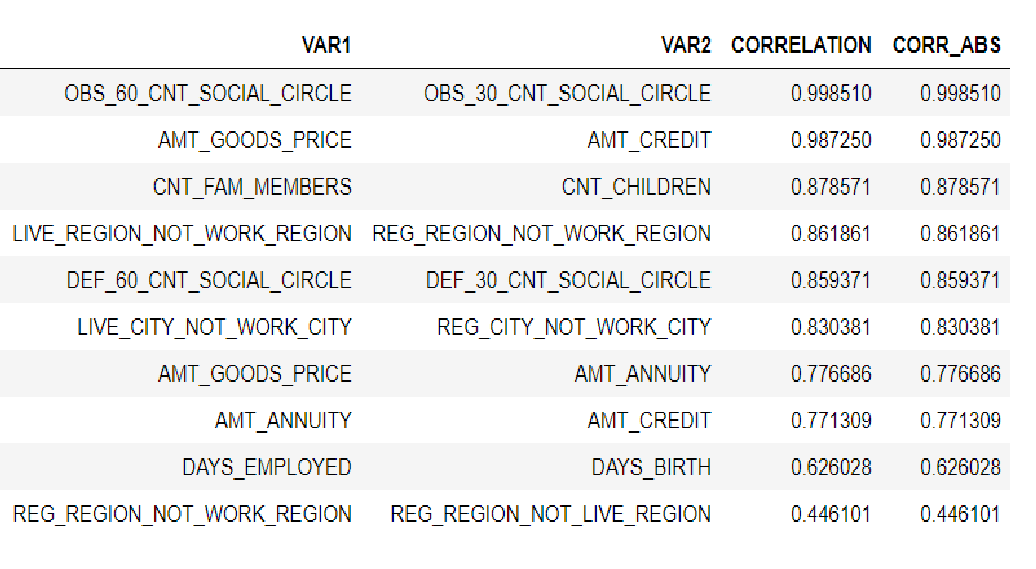 VAR1 VAR2 CORRELATION CORR_ABS
OBS_60_CNT_SOCIAL_CIRCLE OBS_30_CNT_SOCIAL_CIRCLE 0.998510 0.998510
AMT_GOODS_PRICE AMT_CREDIT 0.987250 0.987250
CNT_FAM_MEMBERS CNT_CHILDREN 0.878571 0.878571
LIVE_REGION_NOT_WORK_REGION REG_REGION_NOT_WORK_REGION 0.861861 0.861861
DEF_60_CNT_SOCIAL_CIRCLE DEF_30_CNT_SOCIAL_CIRCLE 0.859371 0.859371
LIVE_CITY_NOT_WORK_CITY REG_CITY_NOT_WORK_CITY 0.830381 0.830381
AMT_GOODS_PRICE AMT_ANNUITY 0.776686 0.776686
AMT_ANNUITY AMT_CREDIT 0.771309 0.771309
DAYS_EMPLOYED DAYS_BIRTH 0.626028 0.626028
REG_REGION_NOT_WORK_REGION REG_REGION_NOT_LIVE_REGION 0.446101 0.446101